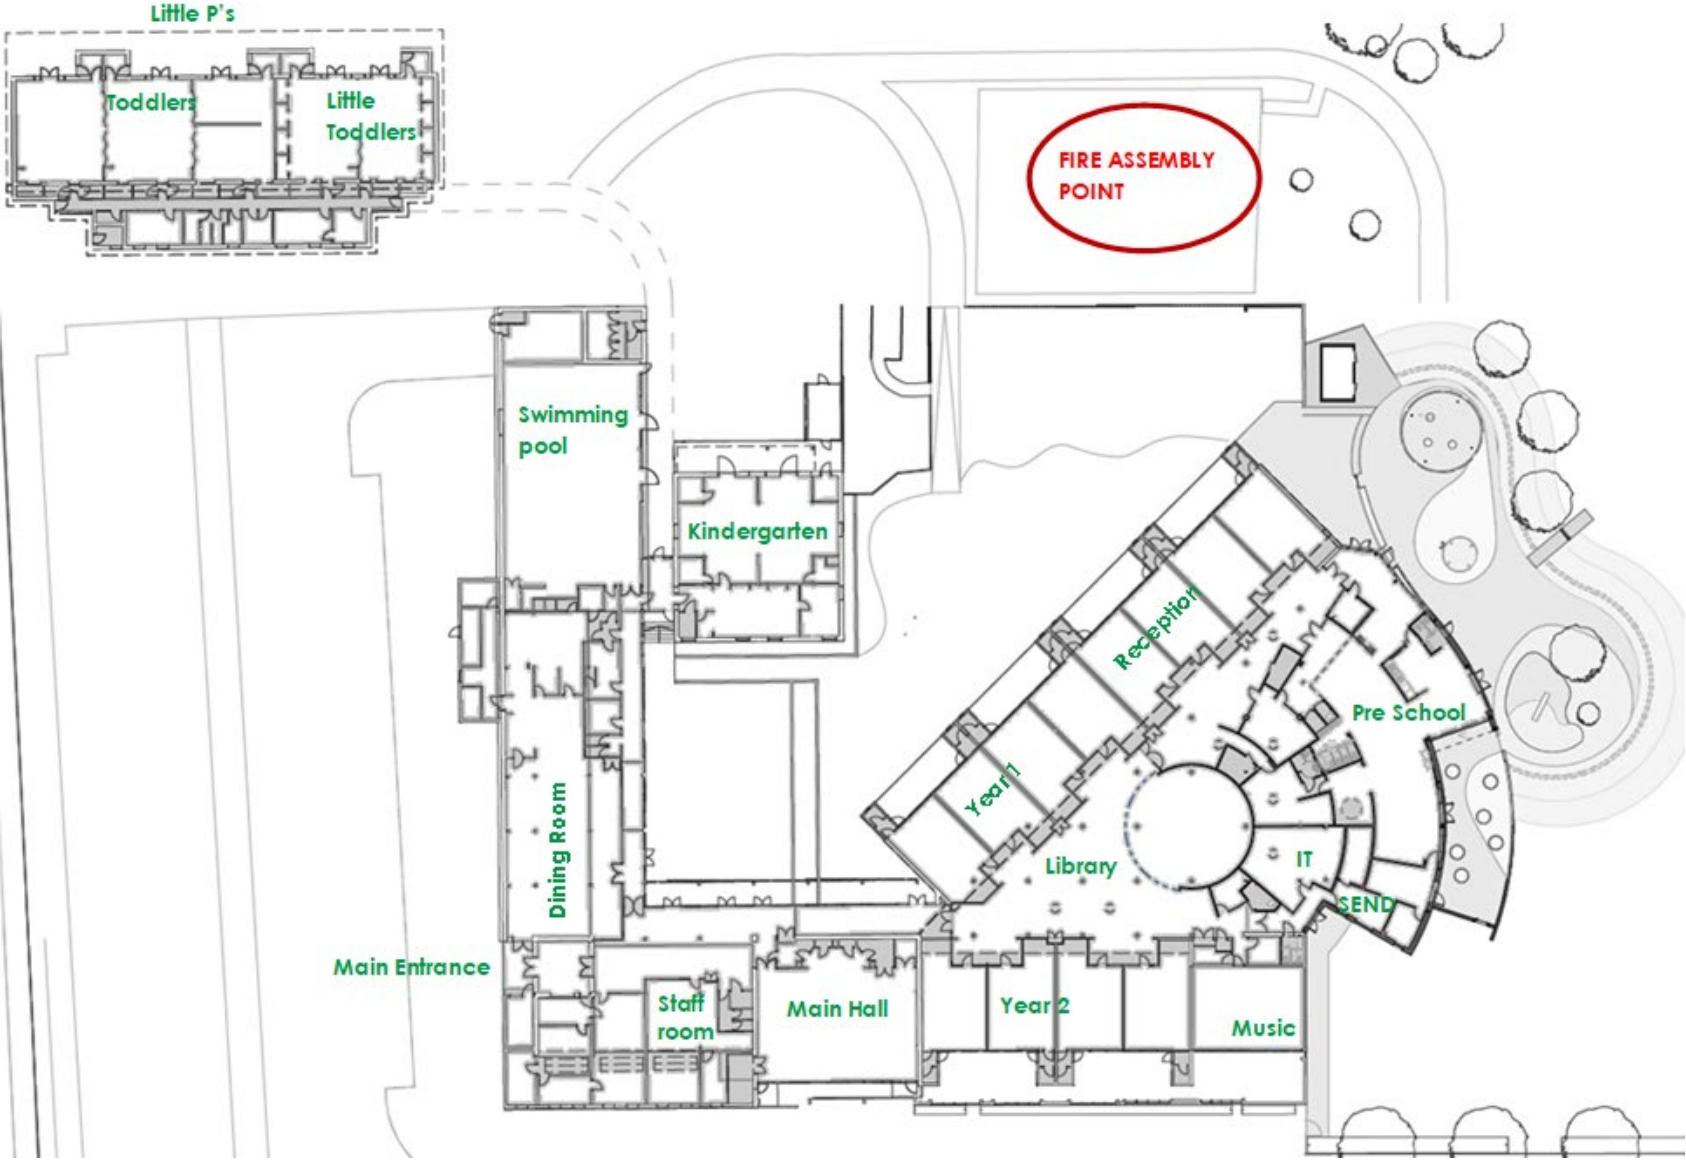 Little P's
Toddlers
Little
Toddlers
FIRE ASSEMBLY
POINT
Swimming
pool
Kindergarten
Reception
Pre School
Year 1
Dining Room
Library
IT
SEND
Main Entrance
Staff
room
Main Hall
Year 2
Music